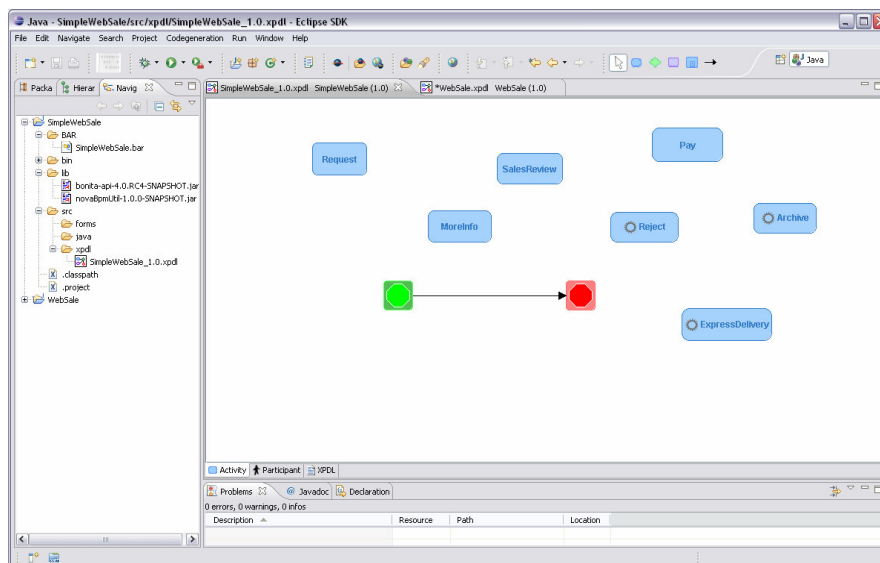 Java - SimpleWebSale/src/xpdl/SimpleWebSale_1.0.xpdl - Eclipse SDK
File Edit Navigate Search Project Codegeneration Run Window Help
Java
Packa Hierar Navig
SimpleWebSale_1.0.xpdl SimpleWebSale (1.0) *WebSale.xpdl WebSale (1.0)
SimpleWebSale
BAR
SimpleWebSale.bar
bin
lib
bonita-api-4.0.RC4-SNAPSHOT.jar
novaBpmUtil-1.0.0-SNAPSHOT.jar
src
forms
java
xpdl
SimpleWebSale_1.0.xpdl
.classpath
.project
WebSale
Request
SalesReview
Pay
MoreInfo
Reject
Archive
ExpressDelivery
Activity Participant XPDL
Problems Javadoc Declaration
0 errors, 0 warnings, 0 infos
Description Resource Path Location